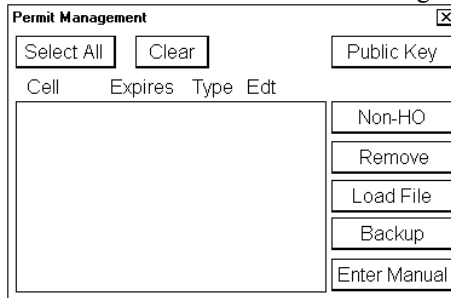 Permit Management
Select All Clear Public Key
Cell Expires Type Edt
Non-HO
Remove
Load File
Backup
Enter Manual